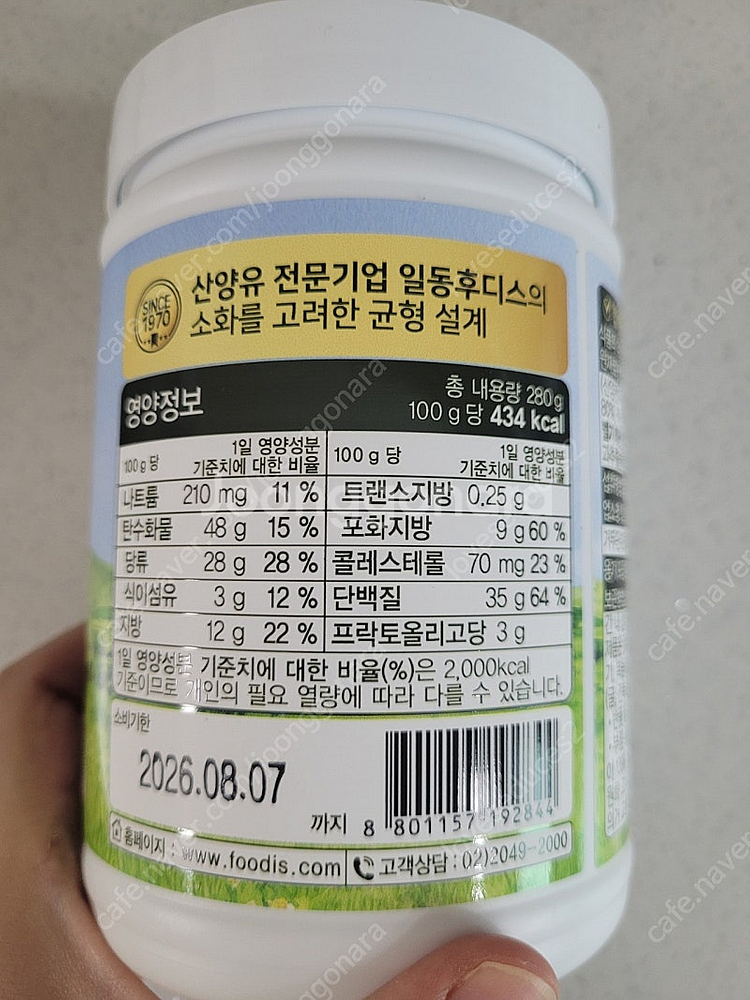 SINCE
1970
산양유 전문기업 일동후디스의
소화를 고려한 균형 설계
영양정보
총 내용량 280g
100 g 당 434 kcal
100 g 당 1일 영양성분 기준치에 대한 비율 100 g 당 1일 영양성분 기준치에 대한 비율
나트륨 210 mg 11 % 트랜스지방 0.25 g
탄수화물 48 g 15 % 포화지방 9 g 60 %
당류 28 g 28 % 콜레스테롤 70 mg 23 %
식이섬유 3 g 12 % 단백질 35 g 64 %
지방 12 g 22 % 프락토올리고당 3 g
1일 영양성분 기준치에 대한 비율(%)은 2,000kcal
기준이므로 개인의 필요 열량에 따라 다를 수 있습니다.
소비기한
2026.08.07
까지
8 801157 192844
홈페이지 : www.foodis.com 고객상담 : 02)2049-2000
joonggonara
cafe.naver.com/joonggonara